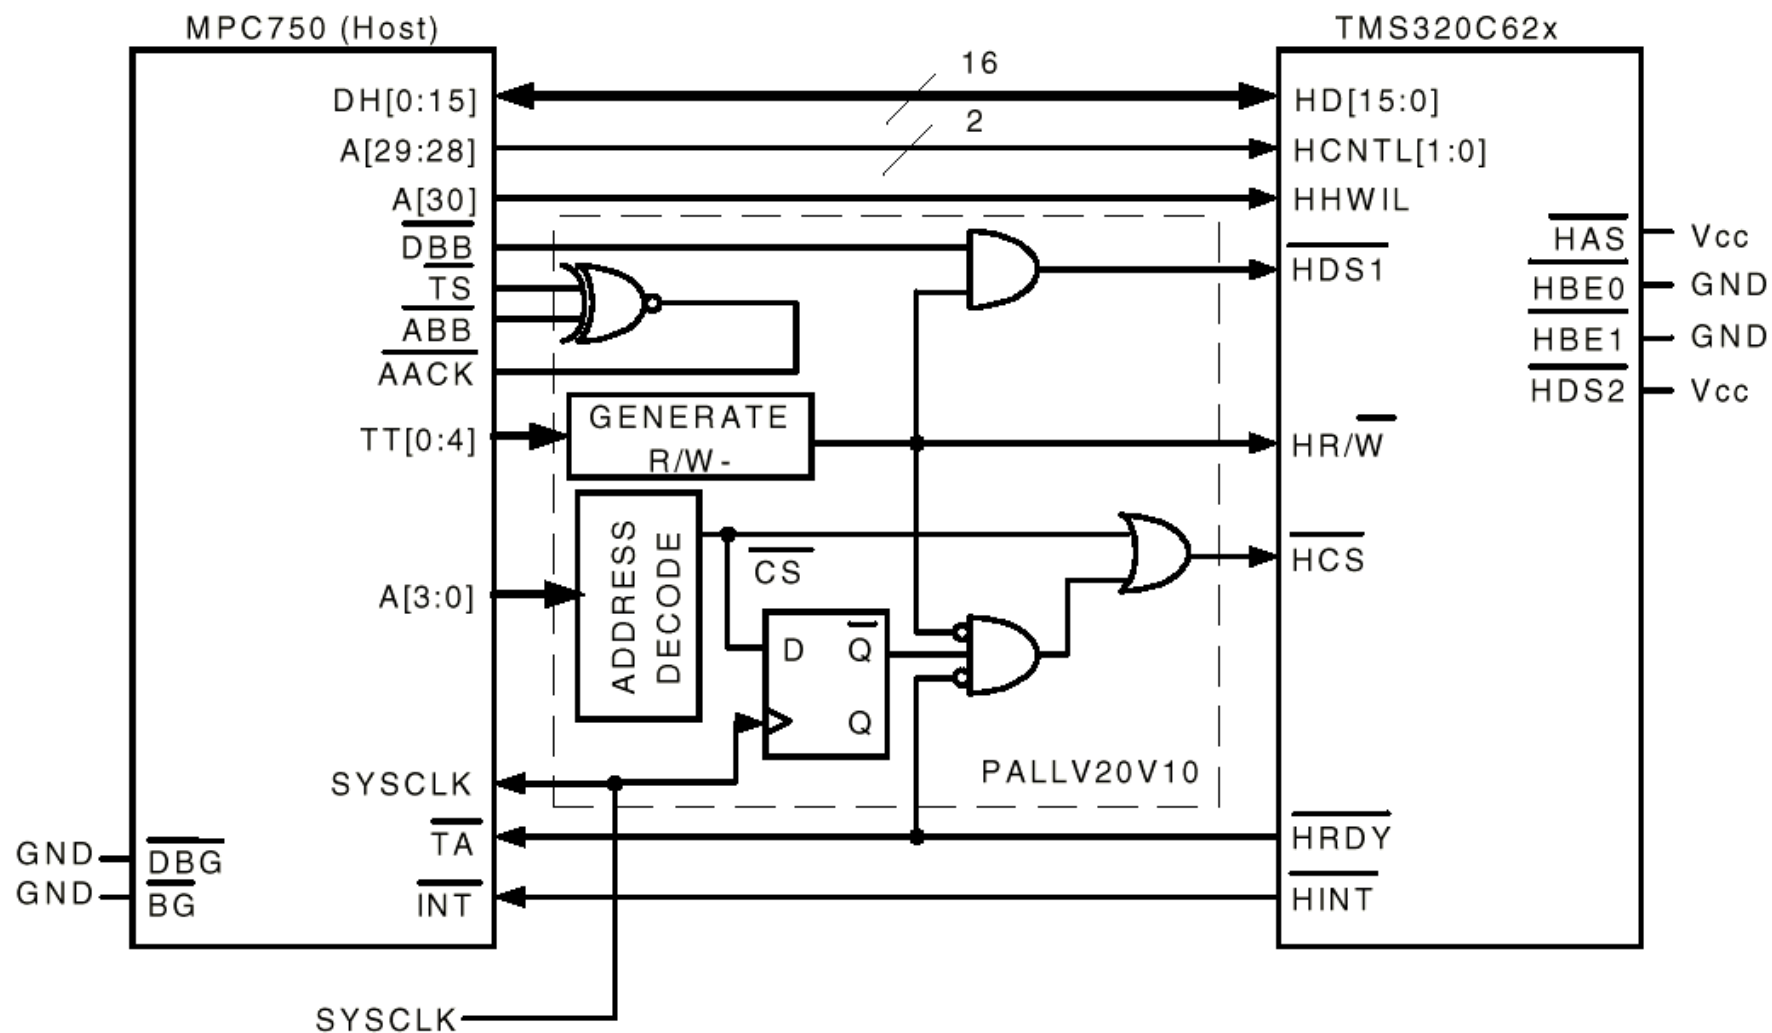 MPC750 (Host)
TMS320C62x
16
DH[0:15]
HD[15:0]
2
A[29:28]
HCNTL[1:0]
A[30]
HHWIL
DBB
HDS1
TS
ABB
AACK
HAS
Vcc
HBE0
GND
HBE1
GND
HDS2
Vcc
TT[0:4]
GENERATE
R/W-
HR/W
A[3:0]
ADDRESS
DECODE
CS
HCS
D
Q
Q
PALLV20V10
SYSCLK
TA
HRDY
GND
DBG
GND
BG
INT
HINT
SYSCLK